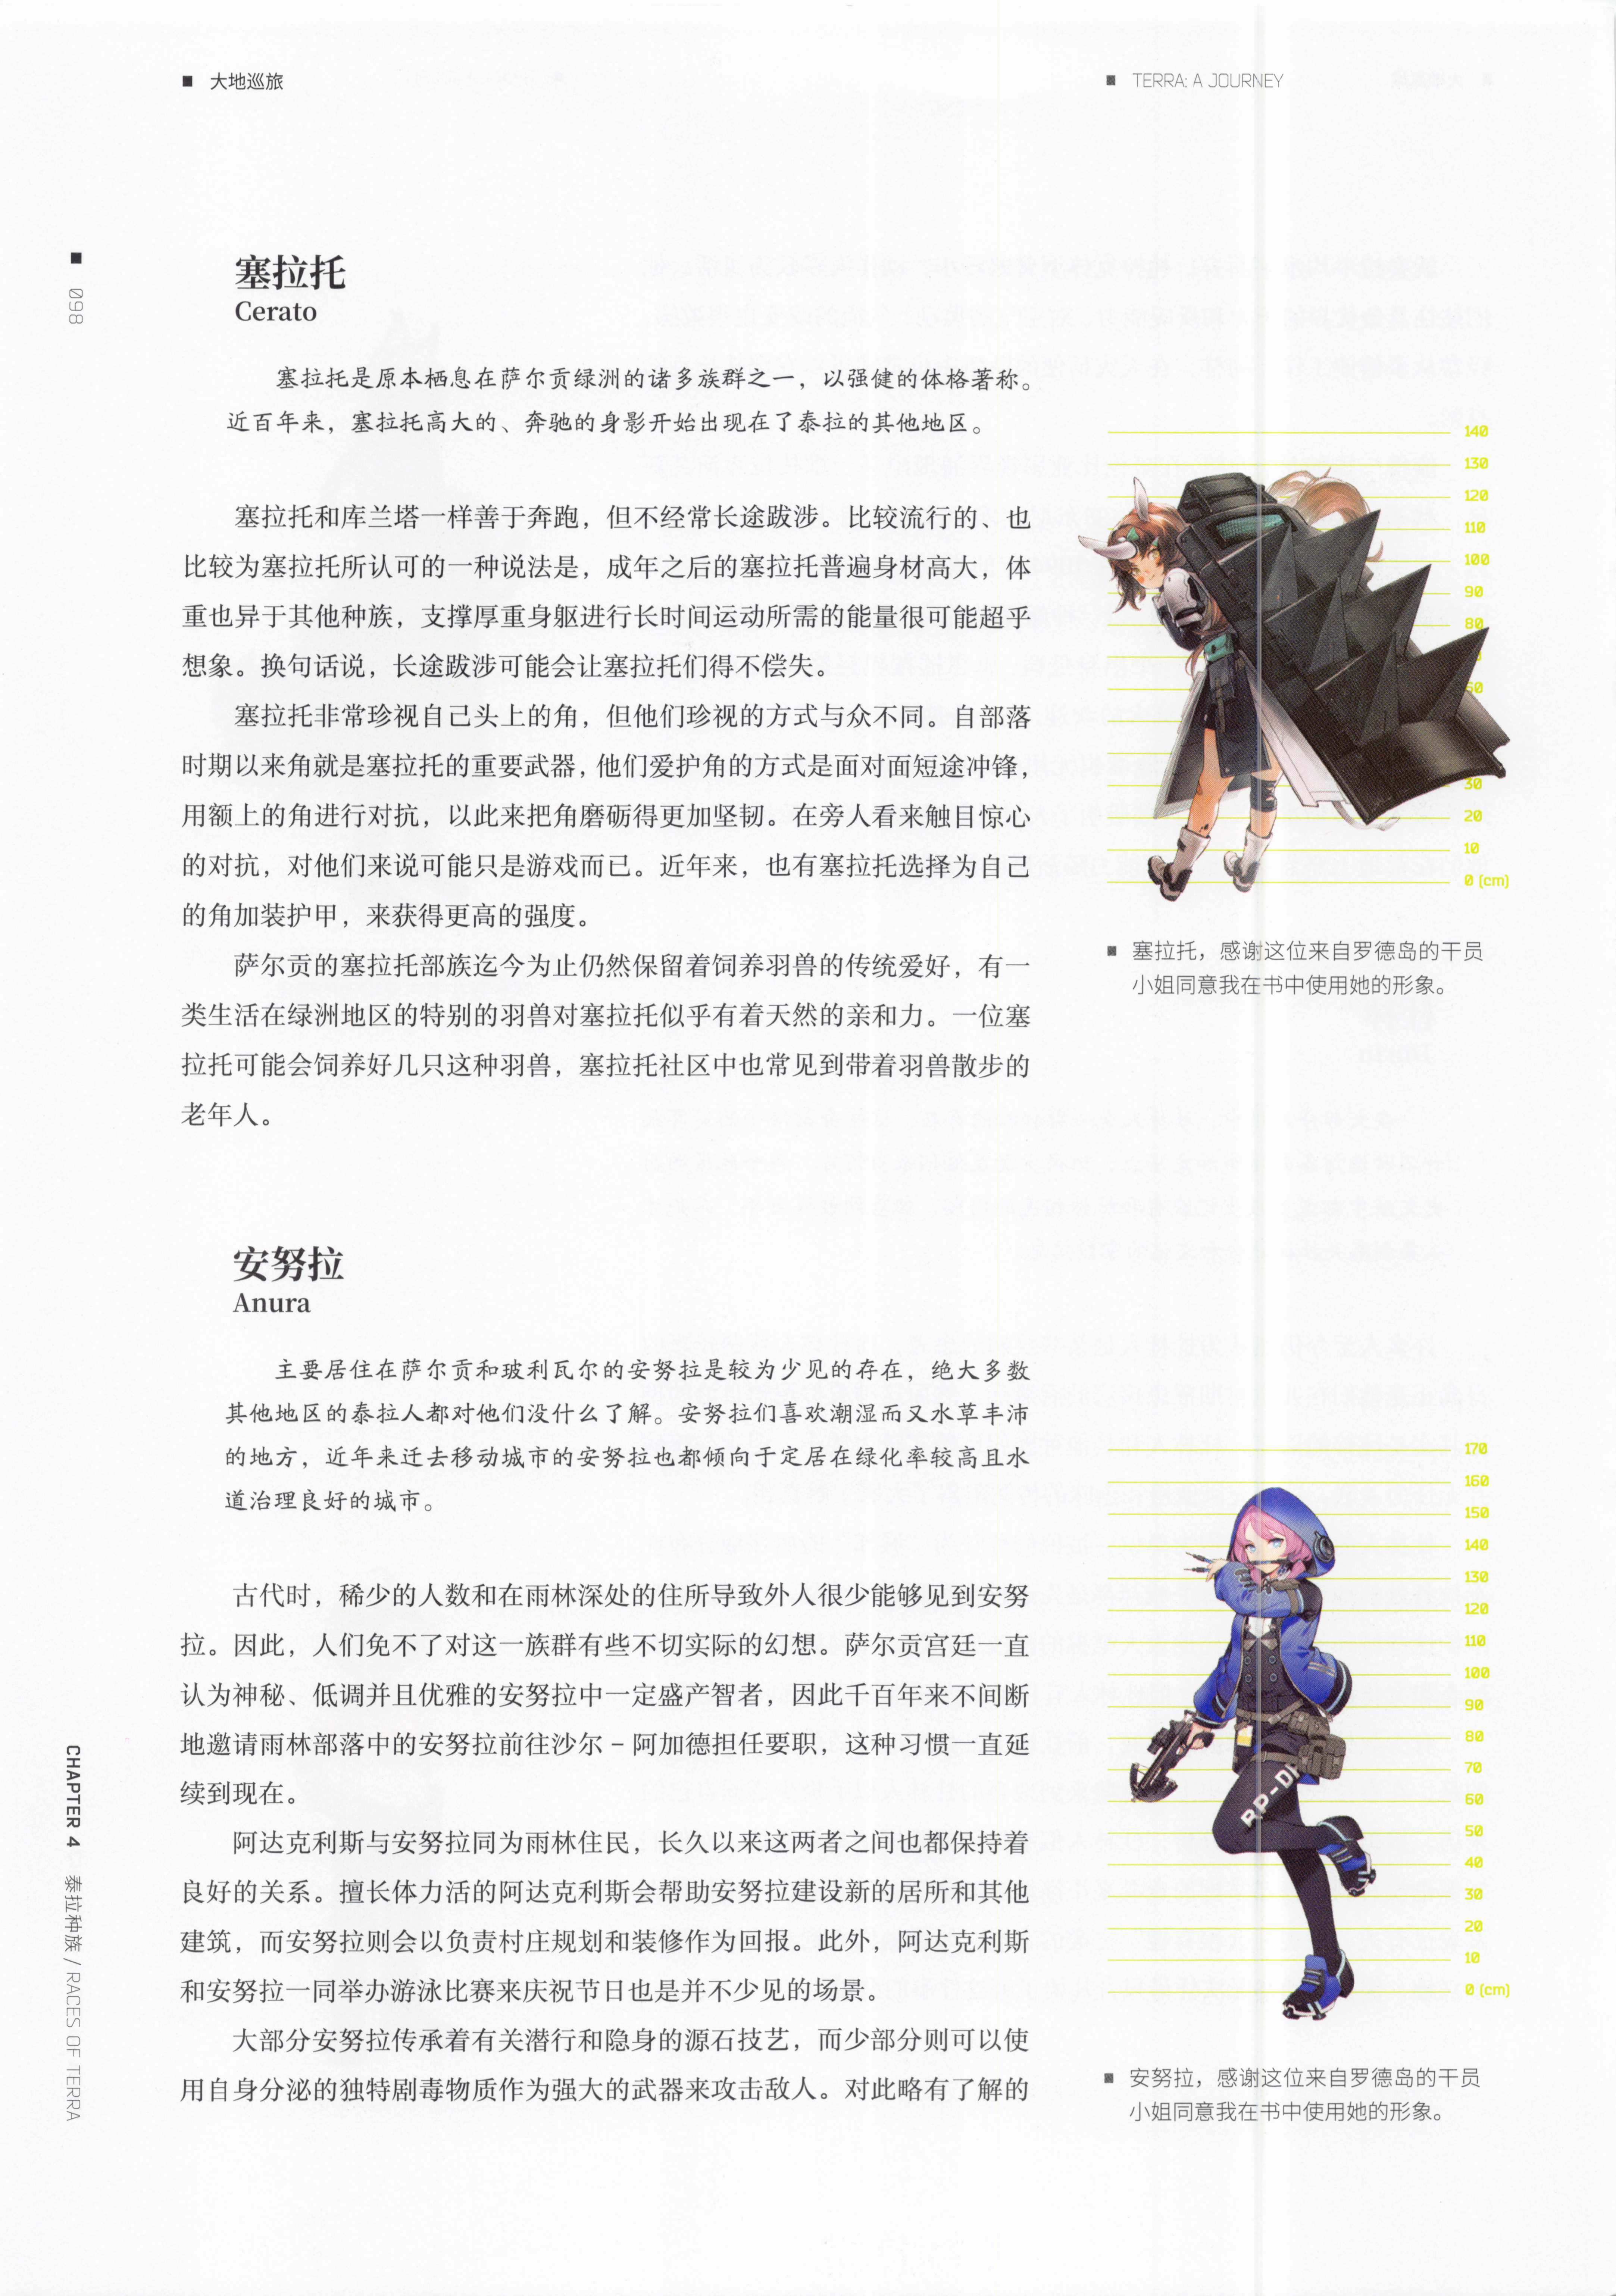 ■ 大地巡旅
■ TERRA: A JOURNEY
■ 098
塞拉托
Cerato
塞拉托是原本栖息在萨尔贡绿洲的诸多族群之一，以强健的体格著称。
近百年来，塞拉托高大的、奔驰的身影开始出现在了泰拉的其他地区。
塞拉托和库兰塔一样善于奔跑，但不经常长途跋涉。比较流行的、也
比较为塞拉托所认可的一种说法是，成年之后的塞拉托普遍身材高大，体
重也异于其他种族，支撑厚重身躯进行长时间运动所需的能量很可能超乎
想象。换句话说，长途跋涉可能会让塞拉托们得不偿失。
塞拉托非常珍视自己头上的角，但他们珍视的方式与众不同。自部落
时期以来角就是塞拉托的重要武器，他们爱护角的方式是面对面短途冲锋，
用额上的角进行对抗，以此来把角磨砺得更加坚韧。在旁人看来触目惊心
的对抗，对他们来说可能只是游戏而已。近年来，也有塞拉托选择为自己
的角加装护甲，来获得更高的强度。
萨尔贡的塞拉托部族迄今为止仍然保留着饲养羽兽的传统爱好，有一
类生活在绿洲地区的特别的羽兽对塞拉托似乎有着天然的亲和力。一位塞
拉托可能会饲养好几只这种羽兽，塞拉托社区中也常见到带着羽兽散步的
老年人。
140
130
120
110
100
90
80
30
20
10
0 (cm)
■ 塞拉托，感谢这位来自罗德岛的干员
小姐同意我在书中使用她的形象。
安努拉
Anura
主要居住在萨尔贡和玻利瓦尔的安努拉是较为少见的存在，绝大多数
其他地区的泰拉人都对他们没什么了解。安努拉们喜欢潮湿而又水草丰沛
的地方，近年来迁去移动城市的安努拉也都倾向于定居在绿化率较高且水
道治理良好的城市。
古代时，稀少的人数和在雨林深处的住所导致外人很少能够见到安努
拉。因此，人们免不了对这一族群有些不切实际的幻想。萨尔贡宫廷一直
认为神秘、低调并且优雅的安努拉中一定盛产智者，因此千百年来不间断
地邀请雨林部落中的安努拉前往沙尔–阿加德担任要职，这种习惯一直延
续到现在。
阿达克利斯与安努拉同为雨林住民，长久以来这两者之间也都保持着
良好的关系。擅长体力活的阿达克利斯会帮助安努拉建设新的居所和其他
建筑，而安努拉则会以负责村庄规划和装修作为回报。此外，阿达克利斯
和安努拉一同举办游泳比赛来庆祝节日也是并不少见的场景。
大部分安努拉传承着有关潜行和隐身的源石技艺，而少部分则可以使
用自身分泌的独特剧毒物质作为强大的武器来攻击敌人。对此略有了解的
170
160
150
140
130
120
110
100
90
80
70
60
50
40
30
20
10
0 (cm)
■ 安努拉，感谢这位来自罗德岛的干员
小姐同意我在书中使用她的形象。
CHAPTER 4 泰拉种族 / RACES OF TERRA